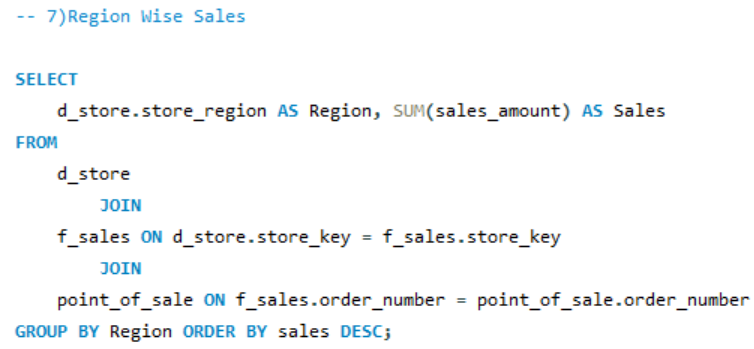 -- 7)Region Wise Sales
SELECT
d_store.store_region AS Region, SUM(sales_amount) AS Sales
FROM
d_store
JOIN
f_sales ON d_store.store_key = f_sales.store_key
JOIN
point_of_sale ON f_sales.order_number = point_of_sale.order_number
GROUP BY Region ORDER BY sales DESC;